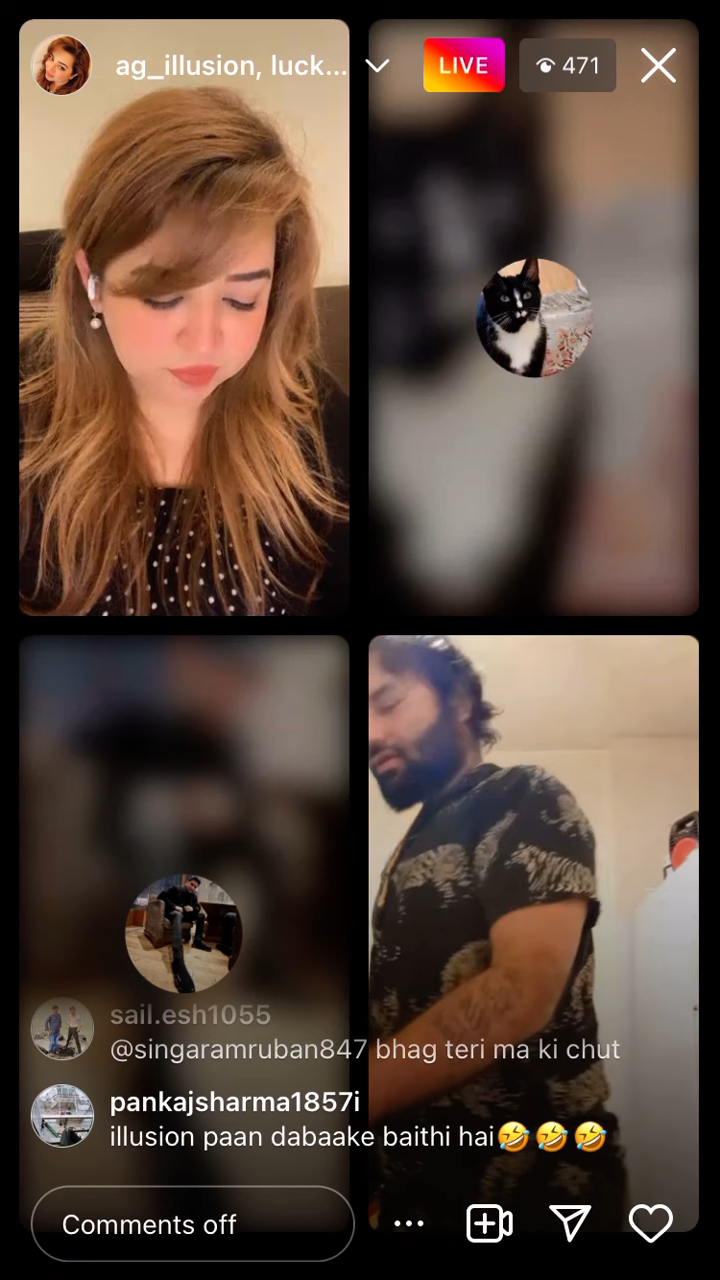 ag_illusion, luck...
LIVE
471
sail.esh1055
@singaramruban847 bhag teri ma ki chut
pankajsharma1857i
illusion paan dabaake baithi hai🤣🤣🤣
Comments off